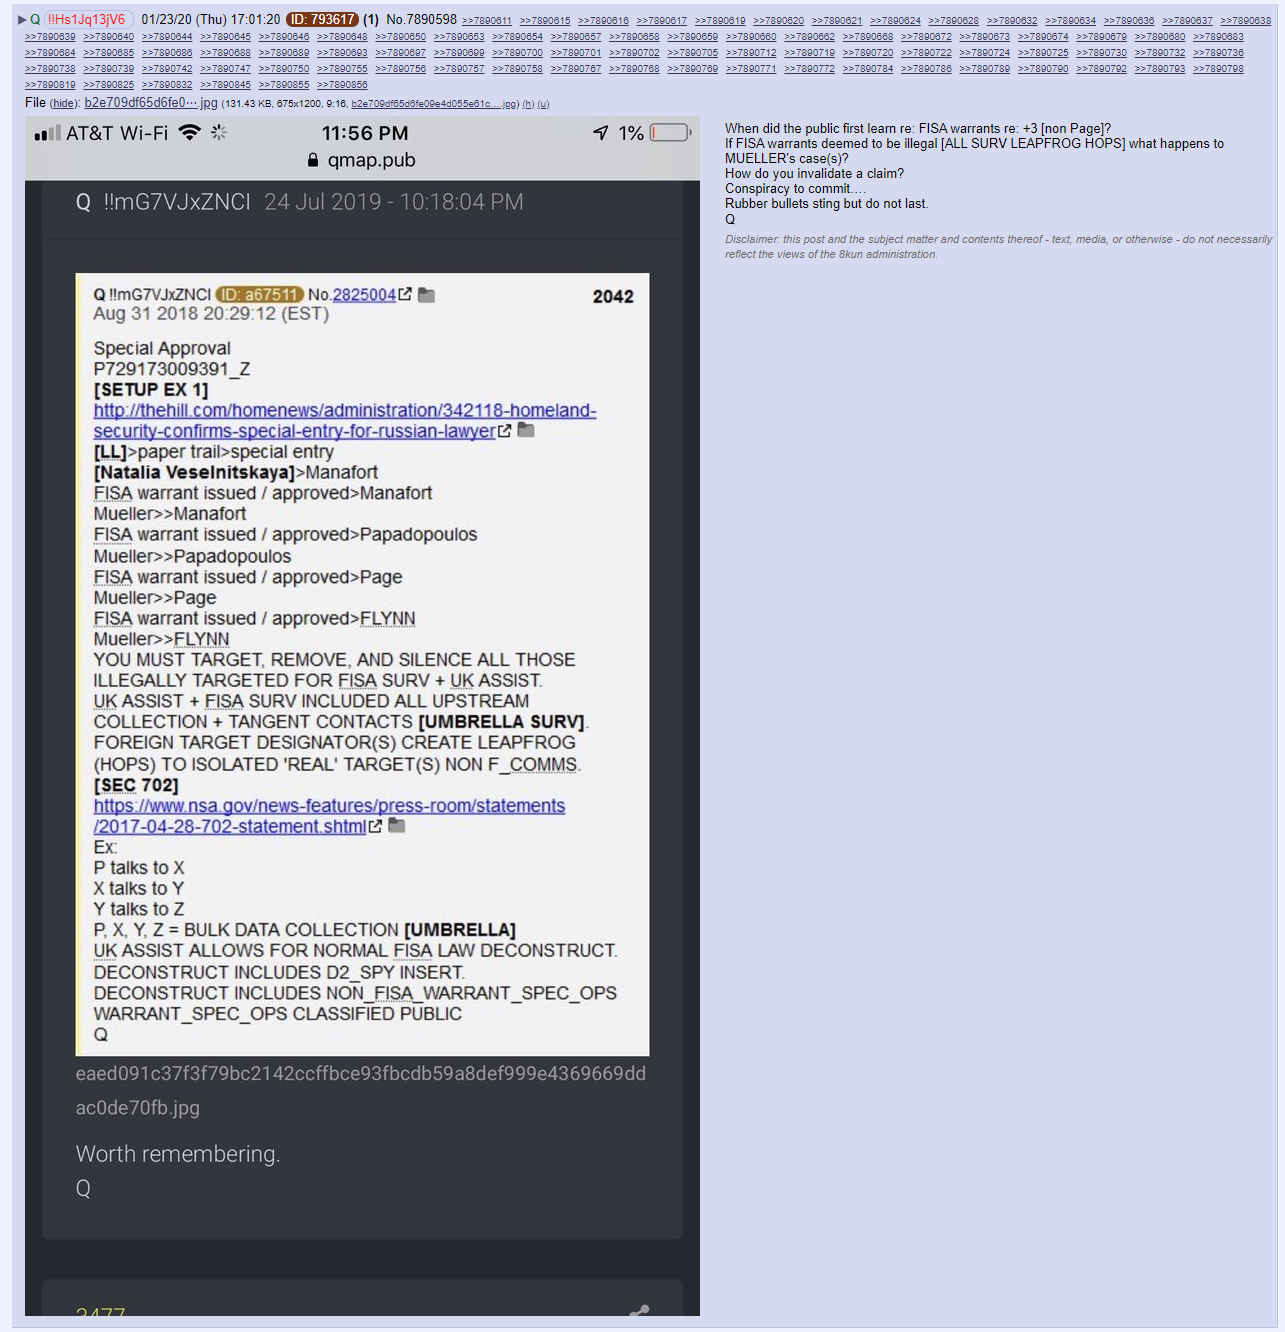 ▶ Q !!Hs1Jq13jV6 01/23/20 (Thu) 17:01:20 ID: 793617 (1) No.7890598 >>7890611 >>7890615 >>7890616 >>7890617 >>7890619 >>7890620 >>7890621 >>7890624 >>7890628 >>7890632 >>7890634 >>7890636 >>7890637 >>7890638
>>7890639 >>7890640 >>7890644 >>7890645 >>7890646 >>7890648 >>7890650 >>7890653 >>7890654 >>7890657 >>7890658 >>7890659 >>7890660 >>7890662 >>7890668 >>7890672 >>7890673 >>7890674 >>7890679 >>7890680 >>7890683
>>7890684 >>7890685 >>7890686 >>7890688 >>7890689 >>7890693 >>7890697 >>7890699 >>7890700 >>7890701 >>7890702 >>7890705 >>7890712 >>7890719 >>7890720 >>7890722 >>7890724 >>7890725 >>7890730 >>7890732 >>7890736
>>7890738 >>7890739 >>7890742 >>7890747 >>7890750 >>7890755 >>7890756 >>7890757 >>7890758 >>7890767 >>7890768 >>7890769 >>7890771 >>7890772 >>7890784 >>7890786 >>7890789 >>7890790 >>7890792 >>7890793 >>7890798
>>7890819 >>7890825 >>7890832 >>7890845 >>7890855 >>7890856
File (hide): b2e709df65d6fe0⋯.jpg (131.43 KB, 675x1200, 9:16, b2e709df65d6fe09e4d055e61c....jpg) (h) (u)
AT&T Wi-Fi 11:56 PM 1%
qmap.pub
Q !!mG7VJxZNCI 24 Jul 2019 - 10:18:04 PM
Q !!mG7VJxZNCI ID: a67511 No.2825004 2042
Aug 31 2018 20:29:12 (EST)
Special Approval
P729173009391_Z
[SETUP EX 1]
http://thehill.com/homenews/administration/342118-homeland-
security-confirms-special-entry-for-russian-lawyer
[LL]>paper trail>special entry
[Natalia Veselnitskaya]>Manafort
FISA warrant issued / approved>Manafort
Mueller>>Manafort
FISA warrant issued / approved>Papadopoulos
Mueller>>Papadopoulos
FISA warrant issued / approved>Page
Mueller>>Page
FISA warrant issued / approved>FLYNN
Mueller>>FLYNN
YOU MUST TARGET, REMOVE, AND SILENCE ALL THOSE
ILLEGALLY TARGETED FOR FISA SURV + UK ASSIST.
UK ASSIST + FISA SURV INCLUDED ALL UPSTREAM
COLLECTION + TANGENT CONTACTS [UMBRELLA SURV].
FOREIGN TARGET DESIGNATOR(S) CREATE LEAPFROG
(HOPS) TO ISOLATED 'REAL' TARGET(S) NON F_COMMS.
[SEC 702]
https://www.nsa.gov/news-features/press-room/statements
/2017-04-28-702-statement.shtml
Ex:
P talks to X
X talks to Y
Y talks to Z
P, X, Y, Z = BULK DATA COLLECTION [UMBRELLA]
UK ASSIST ALLOWS FOR NORMAL FISA LAW DECONSTRUCT.
DECONSTRUCT INCLUDES D2_SPY INSERT.
DECONSTRUCT INCLUDES NON_FISA_WARRANT_SPEC_OPS
WARRANT_SPEC_OPS CLASSIFIED PUBLIC
Q
eaed091c37f3f79bc2142ccffbce93fbcdb59a8def999e4369669dd
ac0de70fb.jpg
Worth remembering.
Q
3477
When did the public first learn re: FISA warrants re: +3 [non Page]?
If FISA warrants deemed to be illegal [ALL SURV LEAPFROG HOPS] what happens to
MUELLER's case(s)?
How do you invalidate a claim?
Conspiracy to commit....
Rubber bullets sting but do not last.
Q
Disclaimer: this post and the subject matter and contents thereof - text, media, or otherwise - do not necessarily
reflect the views of the 8kun administration.